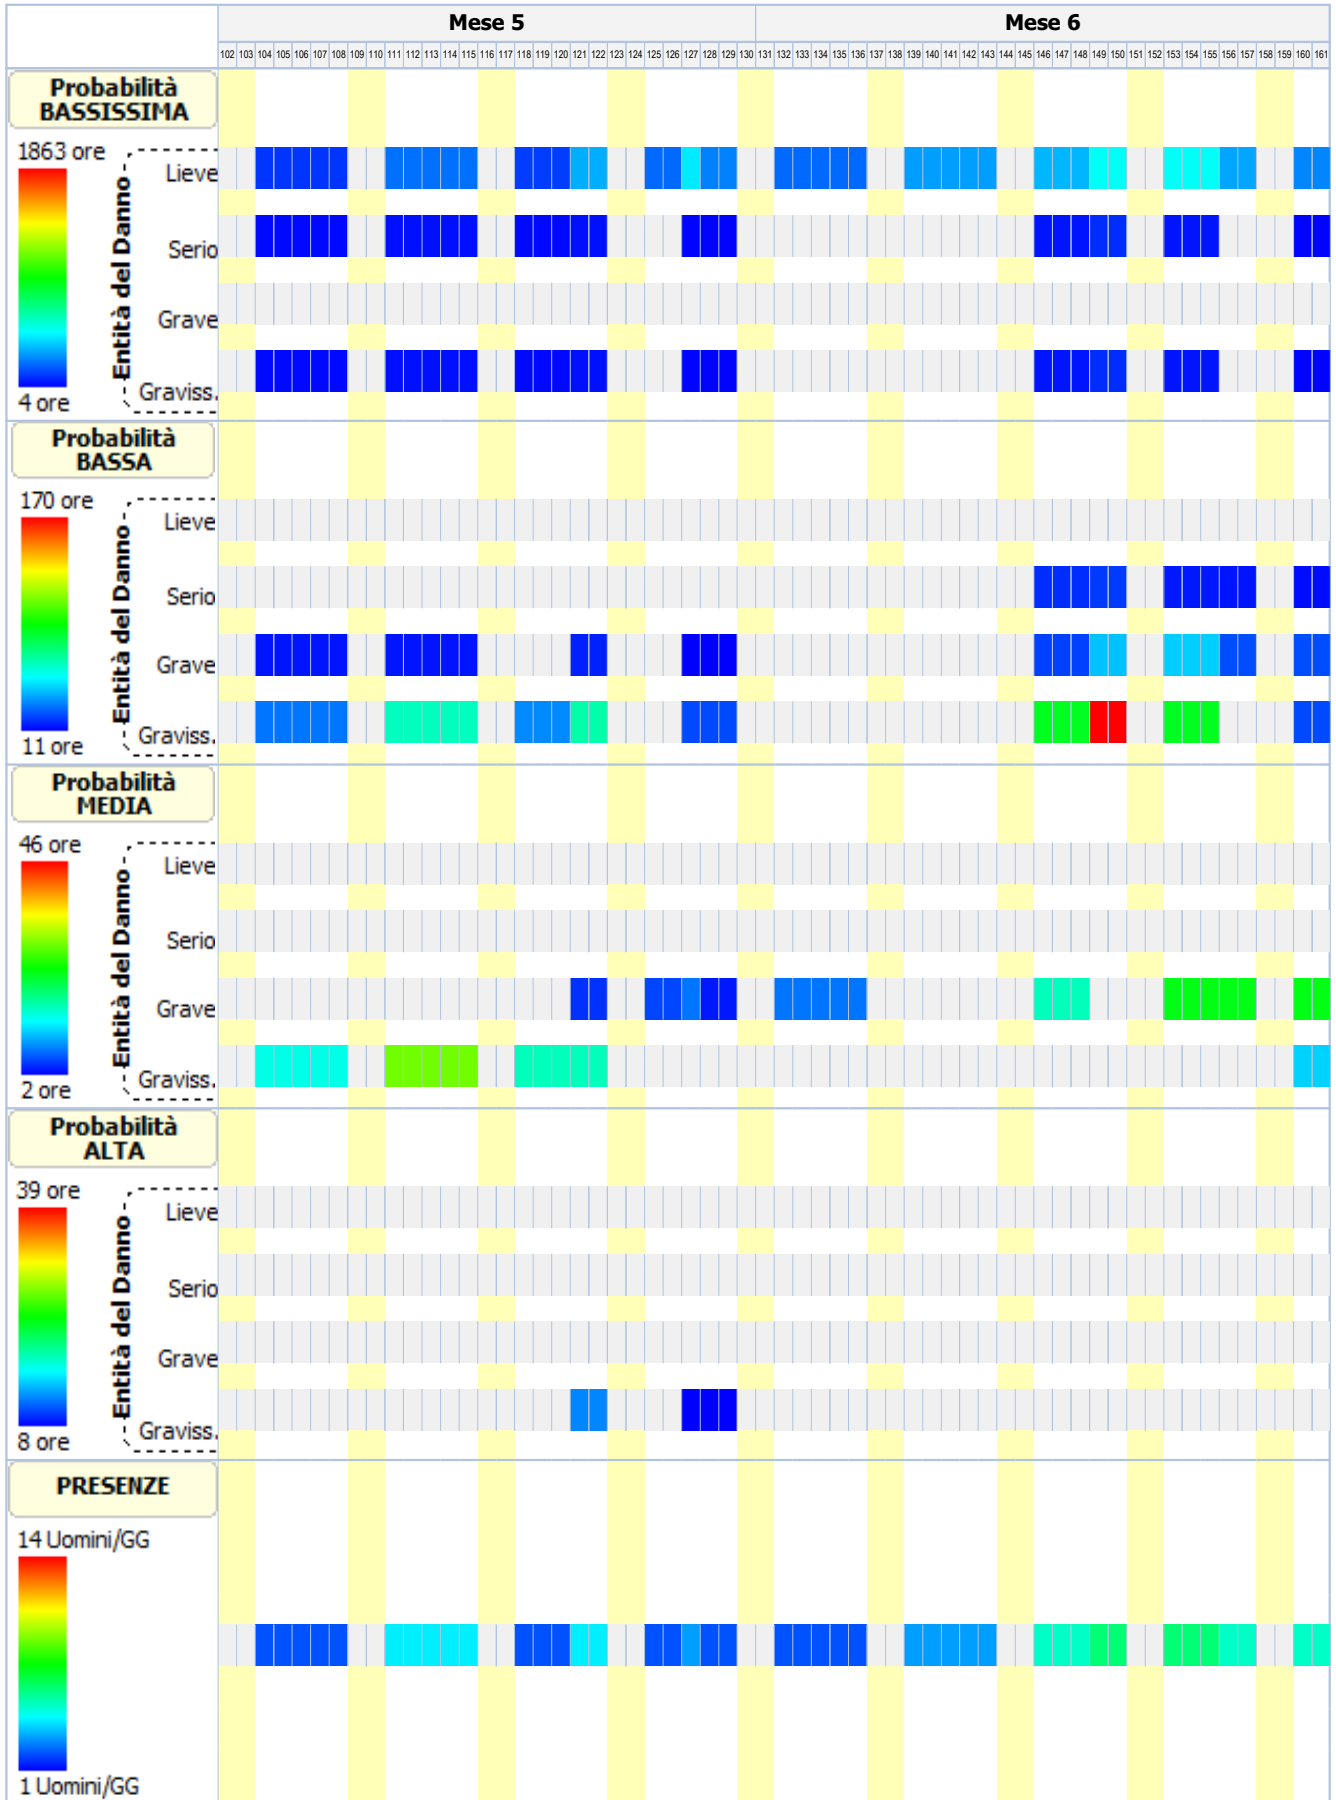 Mese 5 Mese 6
102 103 104 105 106 107 108 109 110 111 112 113 114 115 116 117 118 119 120 121 122 123 124 125 126 127 128 129 130 131 132 133 134 135 136 137 138 139 140 141 142 143 144 145 146 147 148 149 150 151 152 153 154 155 156 157 158 159 160 161
Probabilità
BASSISSIMA
1863 ore
Entità del Danno
Lieve
Serio
Grave
Graviss.
4 ore
Probabilità
BASSA
170 ore
Entità del Danno
Lieve
Serio
Grave
Graviss.
11 ore
Probabilità
MEDIA
46 ore
Entità del Danno
Lieve
Serio
Grave
Graviss.
2 ore
Probabilità
ALTA
39 ore
Entità del Danno
Lieve
Serio
Grave
Graviss.
8 ore
PRESENZE
14 Uomini/GG
1 Uomini/GG